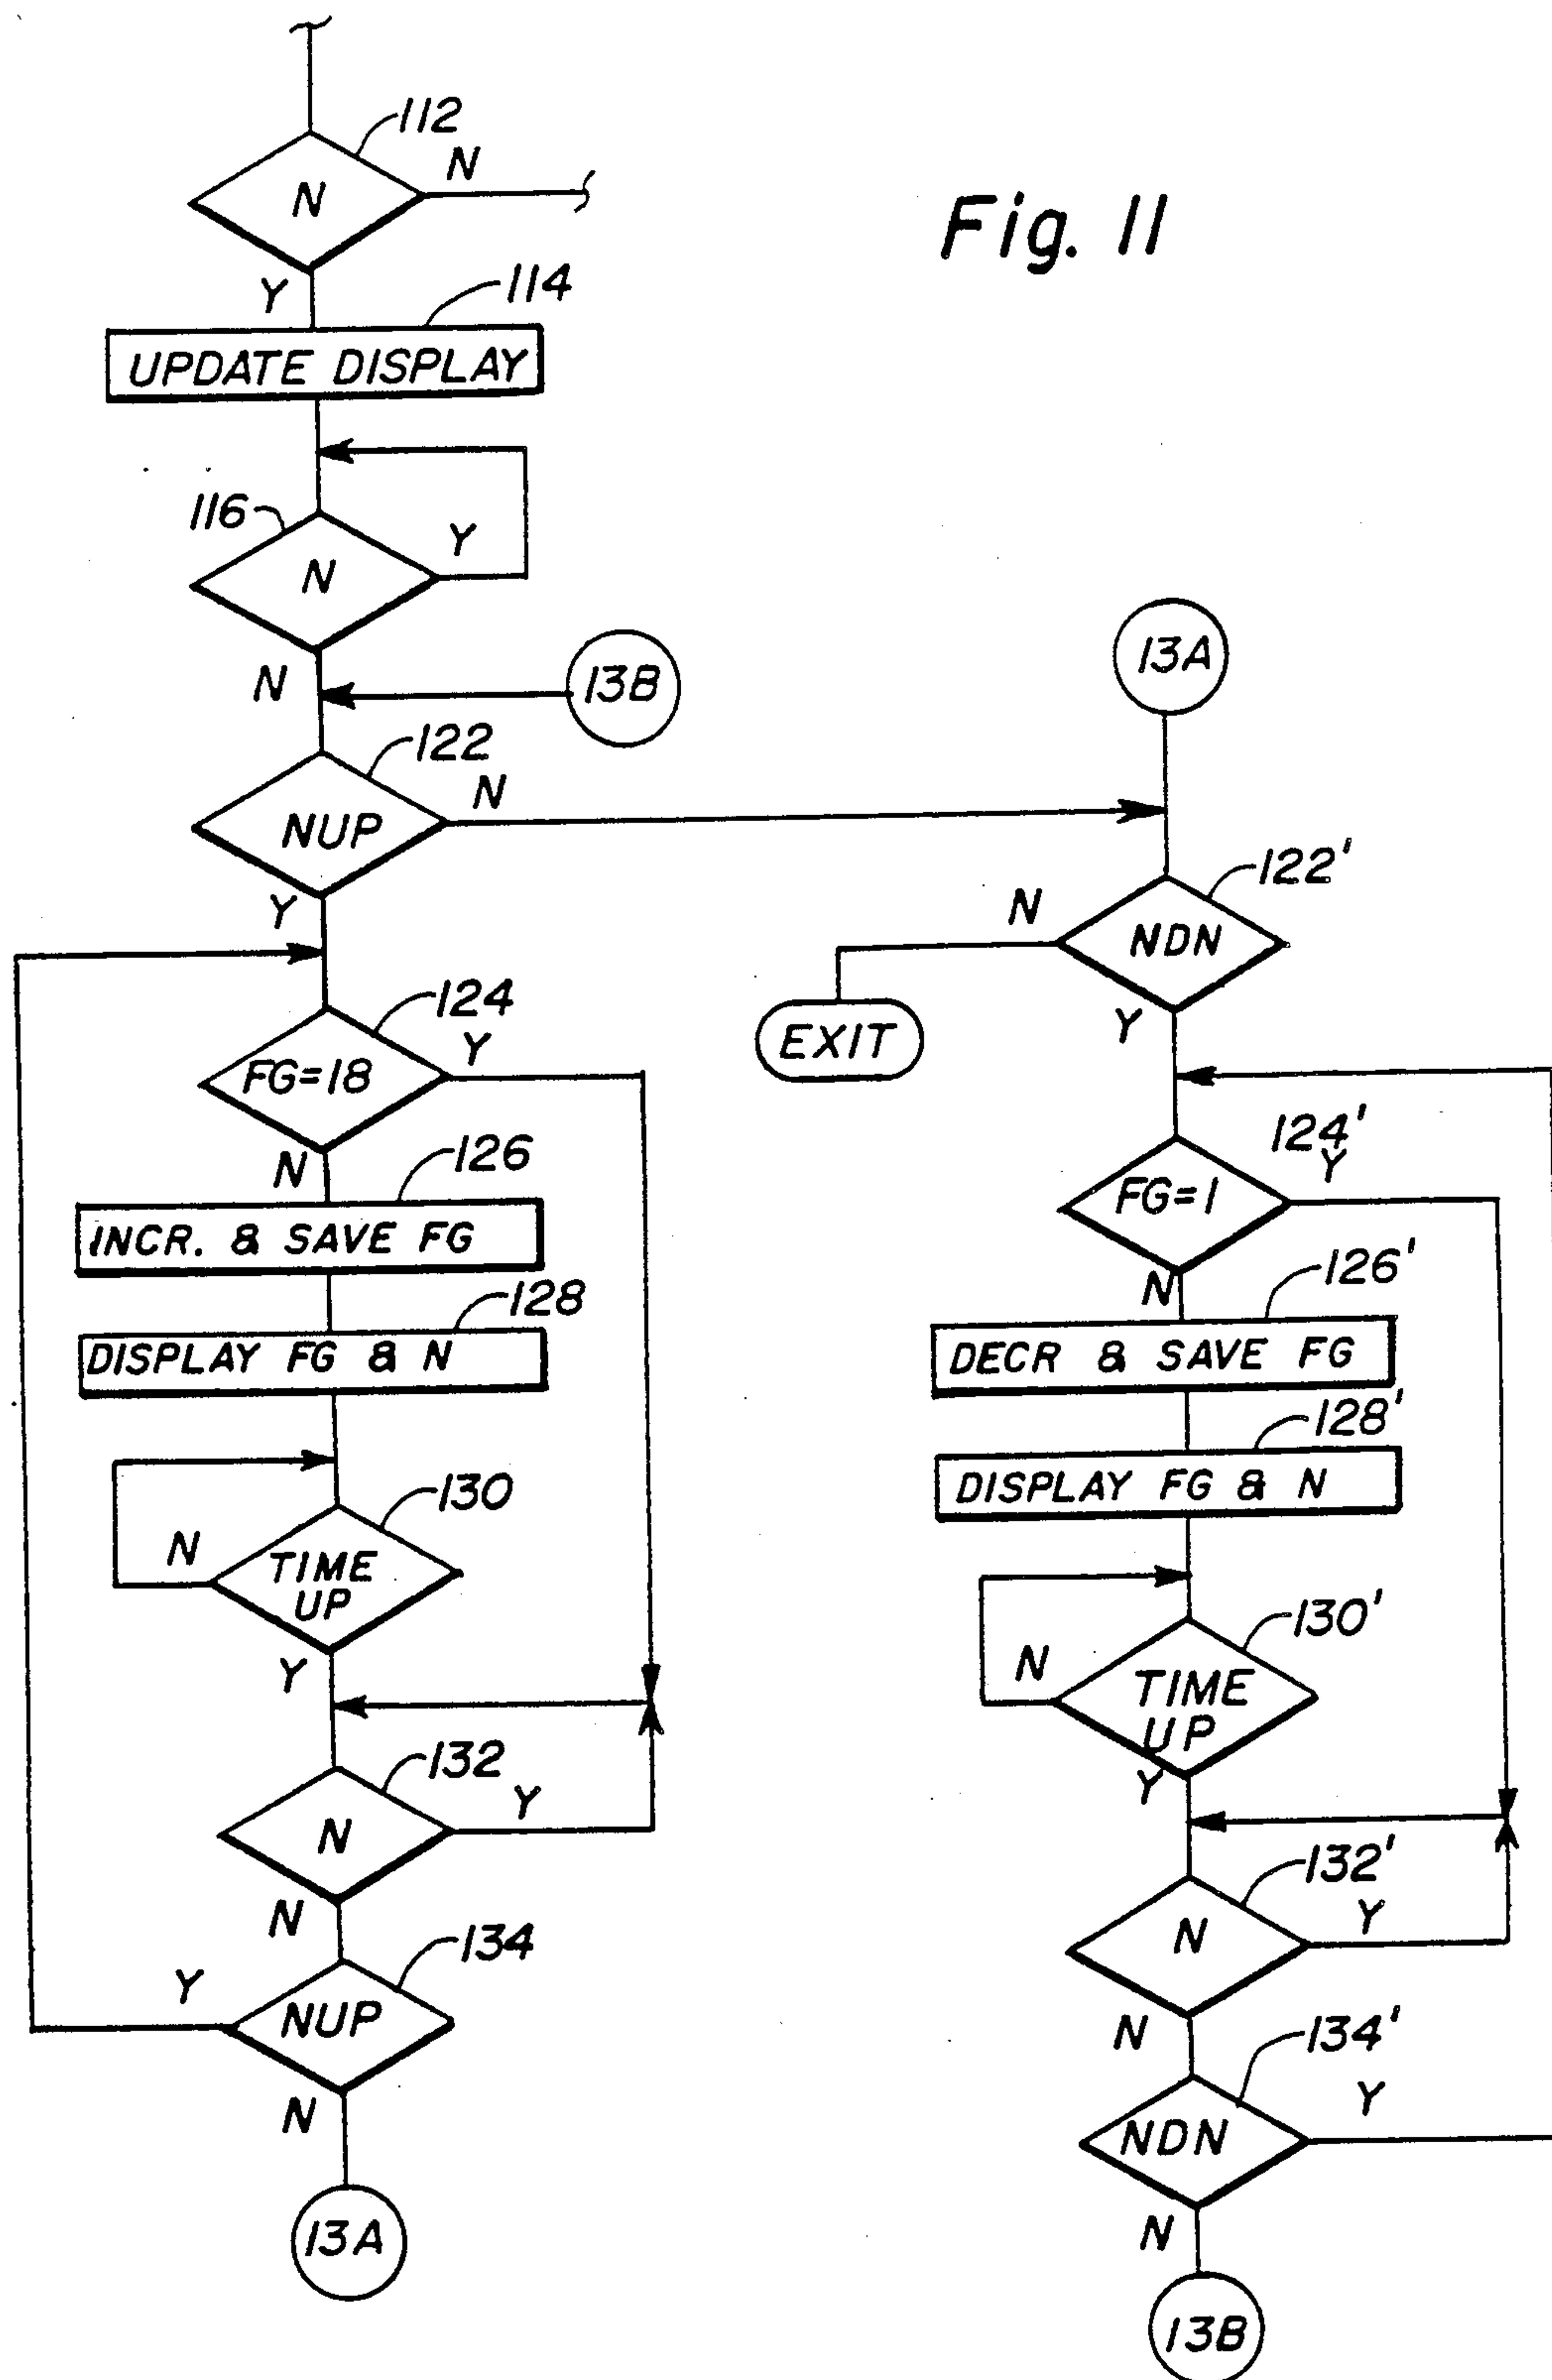 112
N
N
Fig. 11
Y
114
UPDATE DISPLAY
116
N
Y
N
13B
122
NUP
N
Y
124
FG=18
Y
N
126
INCR. & SAVE FG
128
DISPLAY FG & N
130
N
TIME
UP
Y
132
N
Y
N
134
Y
NUP
N
13A
13A
122'
N
NDN
EXIT
Y
124'
Y
FG=1
N
126'
DECR & SAVE FG
128'
DISPLAY FG & N
130'
N
TIME
UP
Y
132'
N
Y
N
134'
Y
NDN
N
13B